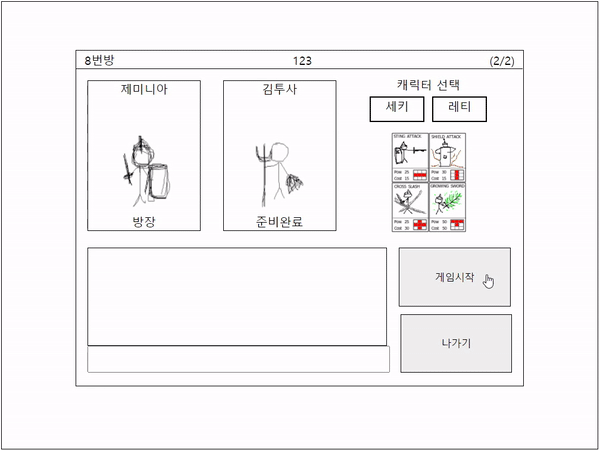 8번방 123 (2/2)
제미니아 김투사 캐릭터 선택
세키 레티
STING ATTACK SHIELD ATTACK
Pow 25 Pow 30
Cost 15 Cost 15
CROSS SLASH GROWING SWORD
Pow 25 Pow 30
Cost 30 Cost 50
방장 준비완료
게임시작
나가기